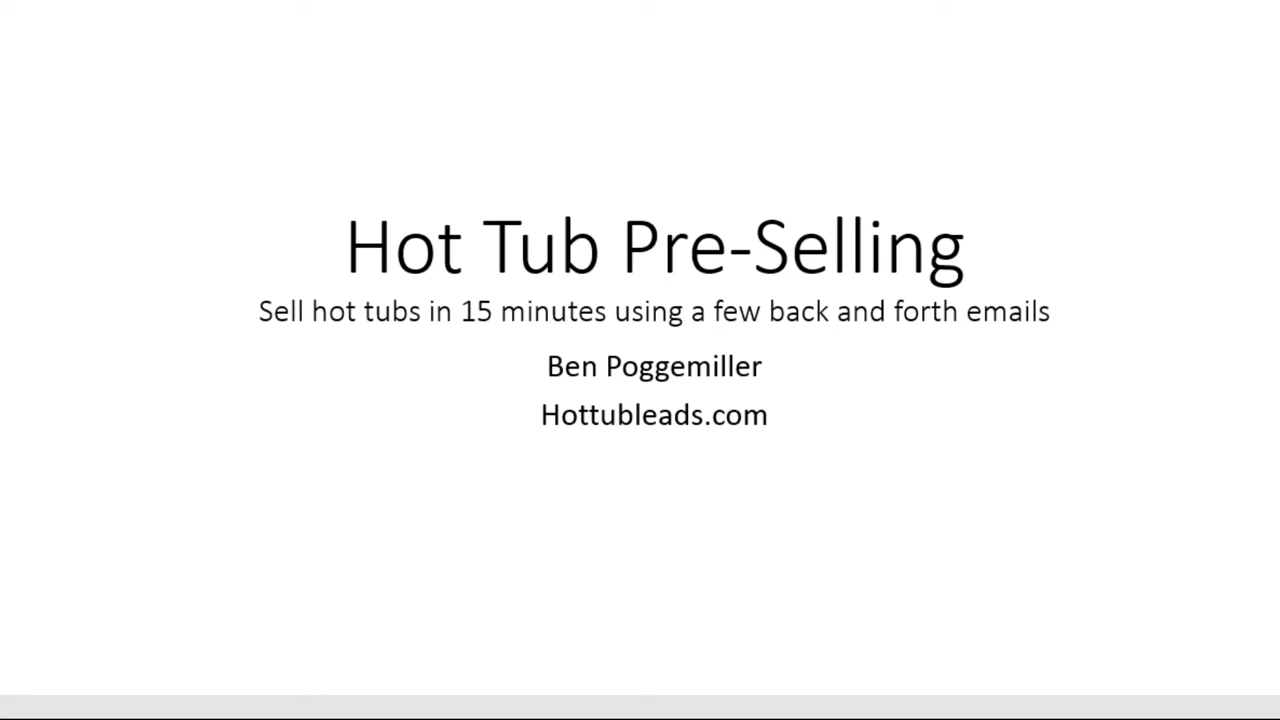 Hot Tub Pre-Selling
Sell hot tubs in 15 minutes using a few back and forth emails
Ben Poggemiller
Hottubleads.com